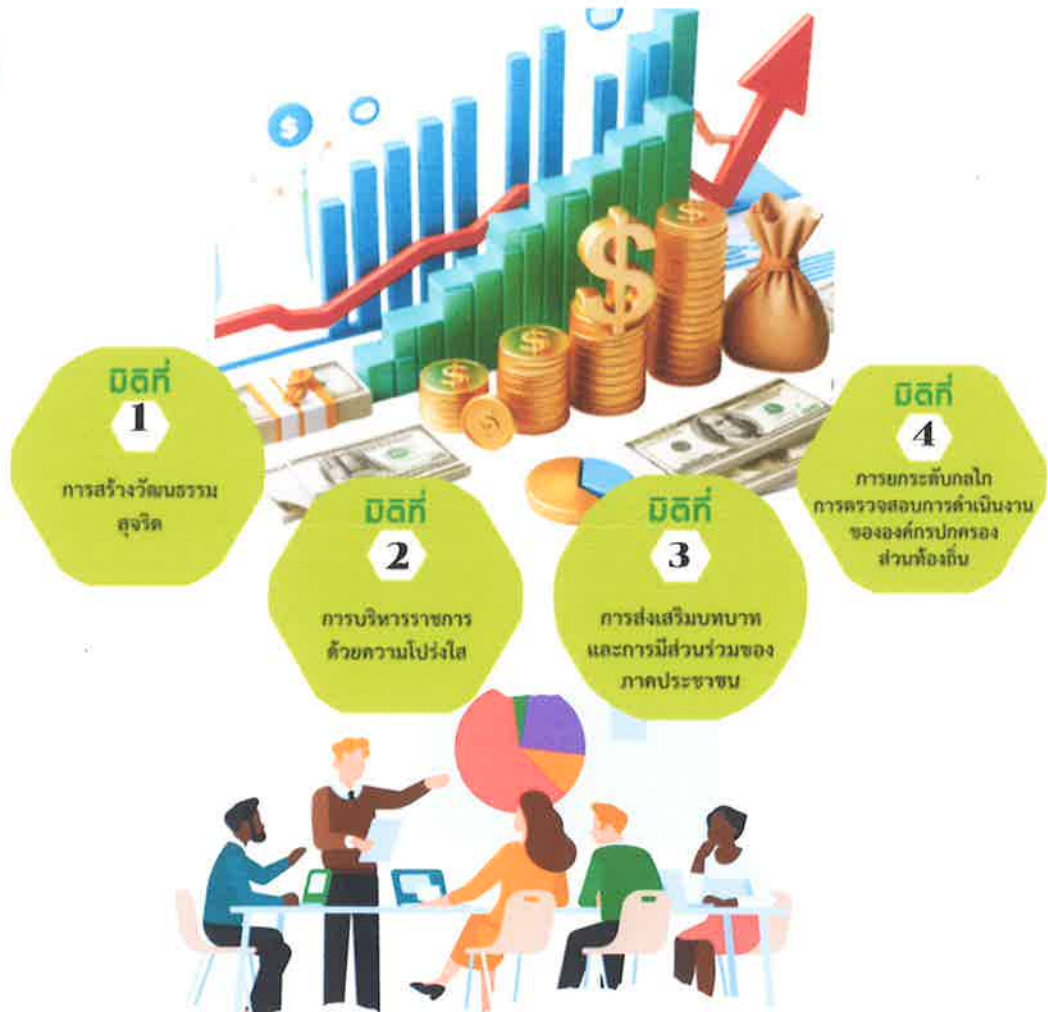 มิติที่
1
การสร้างวัฒนธรรม
สุจริต
มิติที่
2
การบริหารราชการ
ด้วยความโปร่งใส
มิติที่
3
การส่งเสริมบทบาท
และการมีส่วนร่วมของ
ภาคประชาชน
มิติที่
4
การยกระดับกลไก
การตรวจสอบการดำเนินงาน
ขององค์กรปกครอง
ส่วนท้องถิ่น